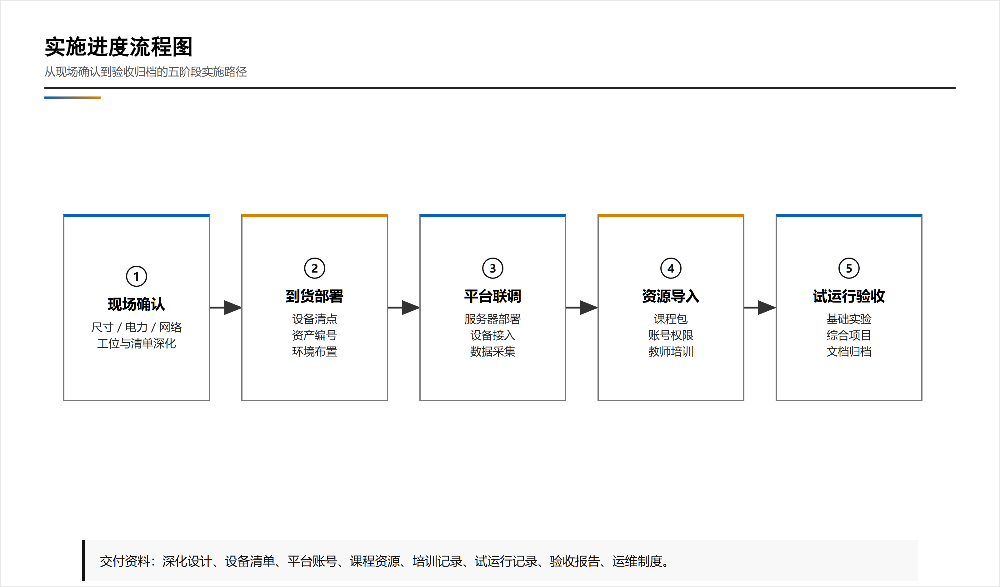 实施进度流程图
从现场确认到验收归档的五阶段实施路径
1
现场确认
尺寸 / 电力 / 网络
工位与清单深化
2
到货部署
设备清点
资产编号
环境布置
3
平台联调
服务器部署
设备接入
数据采集
4
资源导入
课程包
账号权限
教师培训
5
试运行验收
基础实验
综合项目
文档归档
交付资料：深化设计、设备清单、平台账号、课程资源、培训记录、试运行记录、验收报告、运维制度。